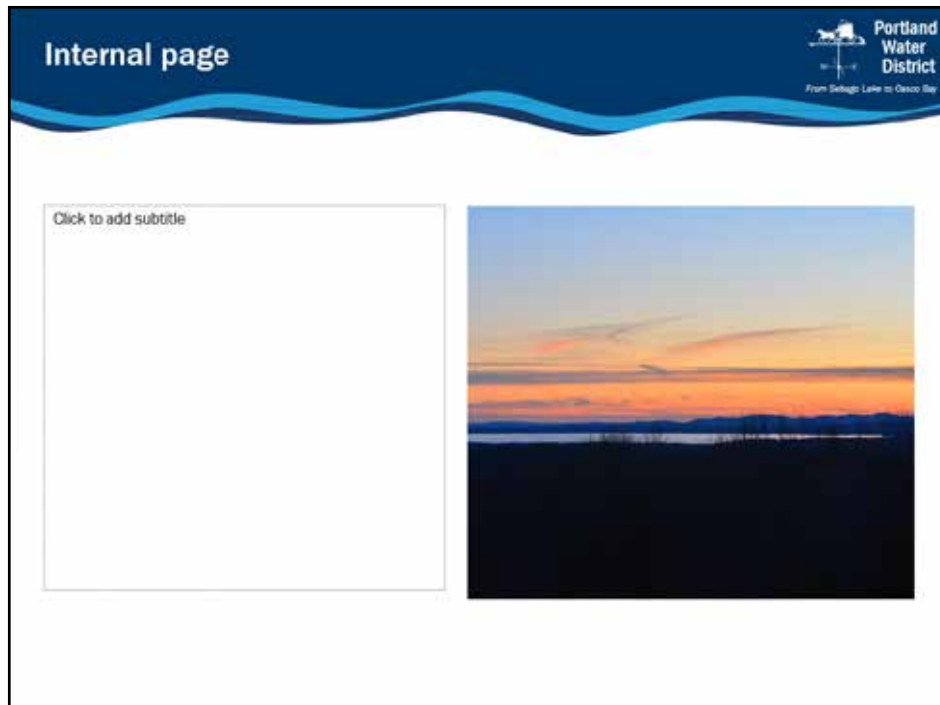 Internal page
Portland
Water
District
From Sebago Lake to Casco Bay
Click to add subtitle